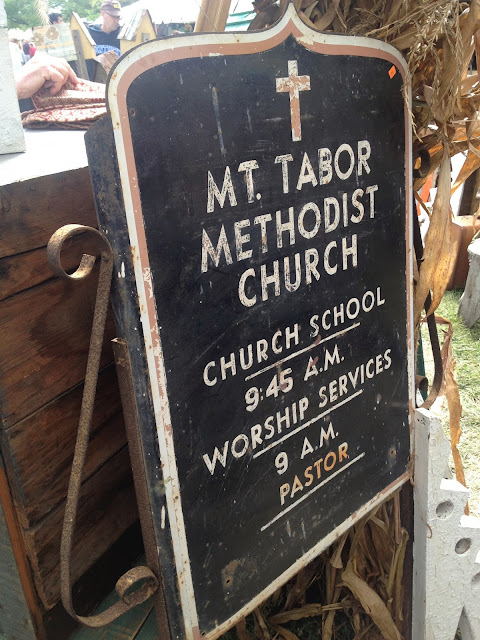 MT. TABOR
METHODIST
CHURCH
CHURCH SCHOOL
9:45 A.M.
WORSHIP SERVICES
9 A.M.
PASTOR